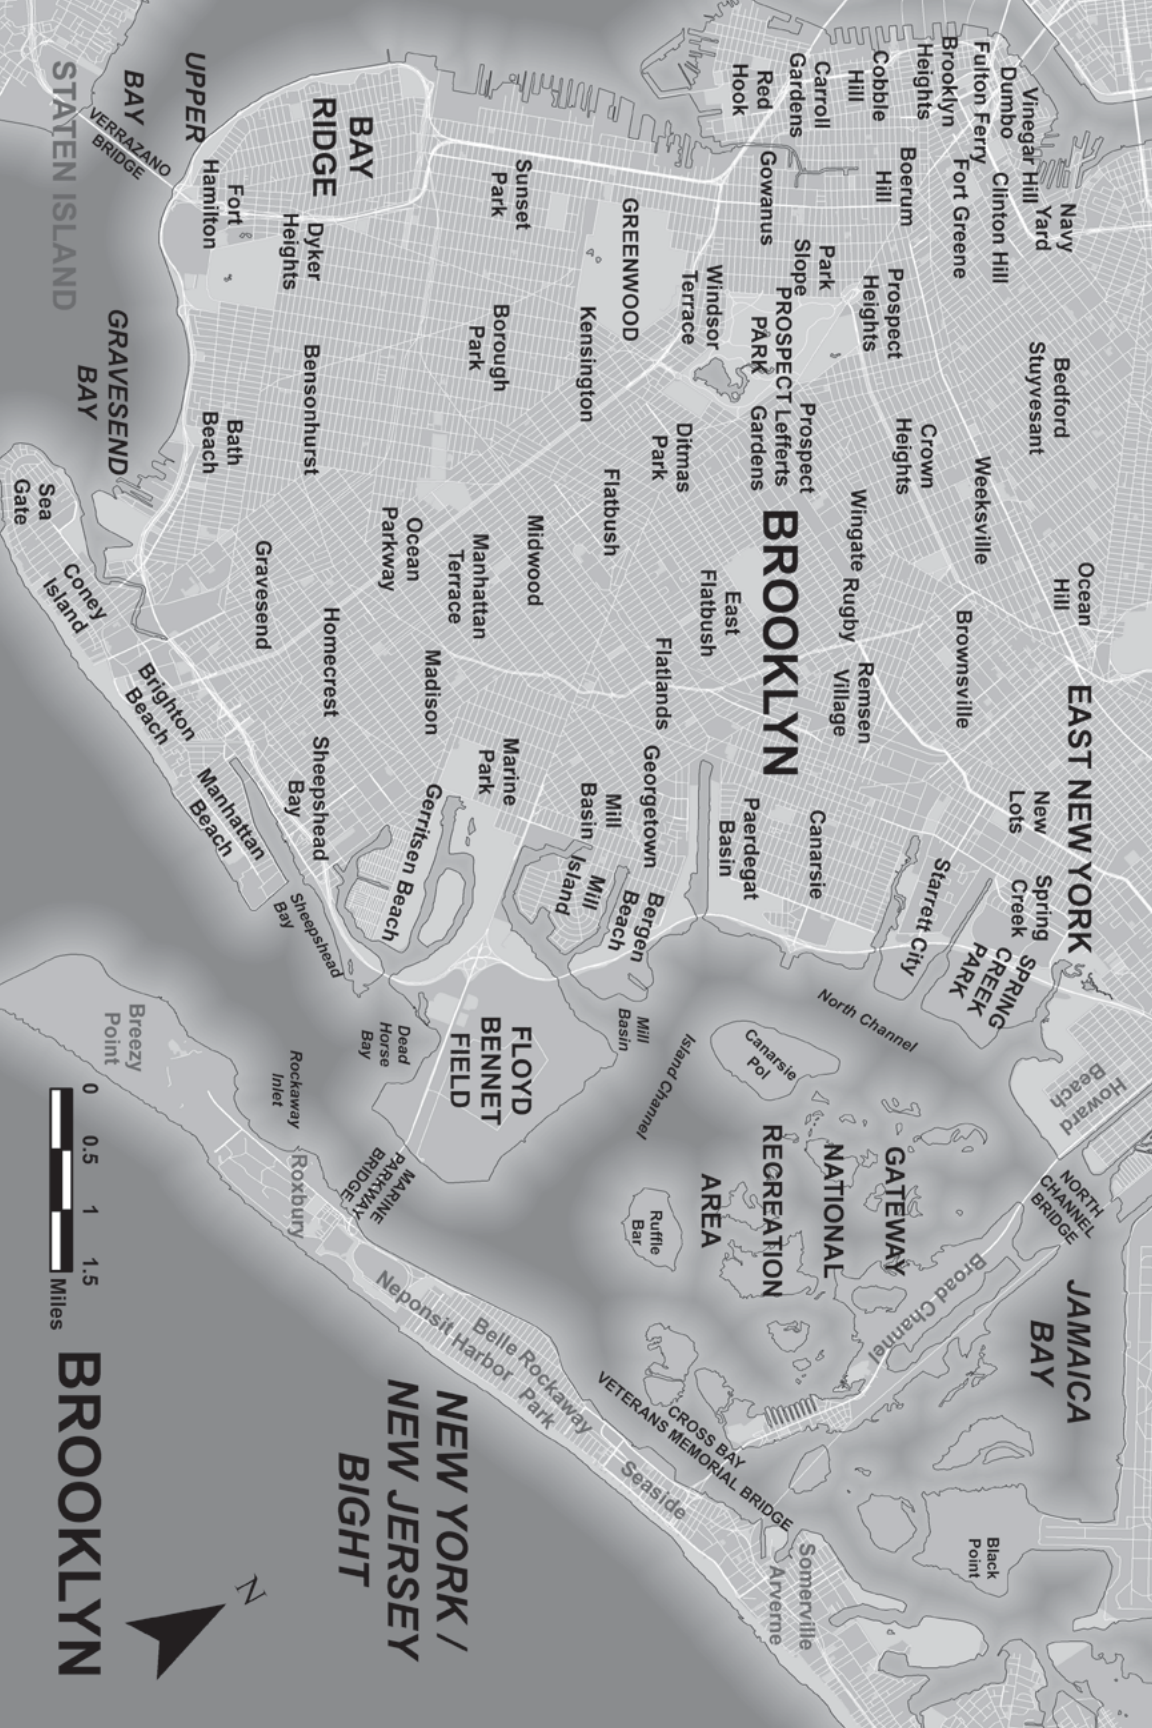 Navy
Yard
Vinegar Hill
Dumbo
Fulton Ferry
Brooklyn
Heights
Clinton Hill
Fort Greene
Cobble
Hill
Boerum
Hill
Carroll
Gardens
Red
Hook
Gowanus
Park
Slope
Prospect
Heights
Bedford
Stuyvesant
PROSPECT
PARK
Windsor
Terrace
GREENWOOD
Sunset
Park
BAY
RIDGE
UPPER
BAY
VERRAZANO
BRIDGE
STATEN ISLAND
Fort
Hamilton
Dyker
Heights
Borough
Park
Kensington
Bensonhurst
Bath
Beach
GRAVESEND
BAY
Sea
Gate
Coney
Island
Brighton
Beach
Manhattan
Beach
Gravesend
Homecrest
Ocean
Parkway
Manhattan
Terrace
Midwood
Flatbush
Ditmas
Park
Prospect
Lefferts
Gardens
Crown
Heights
Weeksville
Ocean
Hill
Wingate
Rugby
Brownsville
BROOKLYN
East
Flatbush
Flatlands
Remsen
Village
EAST NEW YORK
New
Lots
Spring
Creek
SPRING
CREEK
PARK
Starrett City
Canarsie
Paerdegat
Basin
Georgetown
Mill
Basin
Mill
Island
Bergen
Beach
Madison
Marine
Park
Gerritsen Beach
Sheepshead
Bay
Sheepshead
Bay
FLOYD
BENNET
FIELD
Dead
Horse
Bay
Mill
Basin
Island Channel
North Channel
Canarsie
Pol
Howard
Beach
NORTH
CHANNEL
BRIDGE
GATEWAY
NATIONAL
RECREATION
AREA
Ruffle
Bar
Broad Channel
JAMAICA
BAY
Black
Point
CROSS BAY
VETERANS MEMORIAL BRIDGE
MARINE
PARKWAY
BRIDGE
Rockaway
Inlet
Breezy
Point
Roxbury
Neponsit
Belle
Harbor
Rockaway
Park
Seaside
Somerville
Arverne
NEW YORK /
NEW JERSEY
BIGHT
0 0.5 1 1.5
Miles
BROOKLYN
N